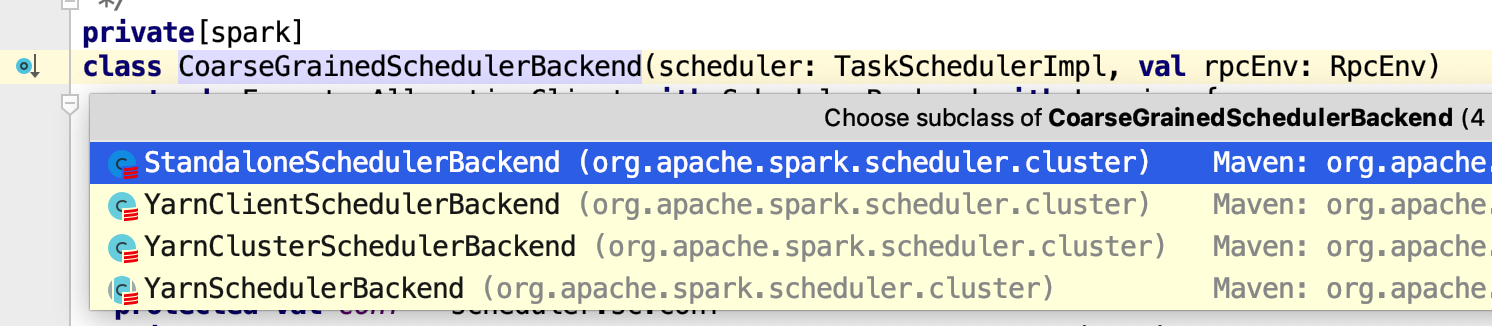 */
private[spark]
class CoarseGrainedSchedulerBackend(scheduler: TaskSchedulerImpl, val rpcEnv: RpcEnv)
Choose subclass of CoarseGrainedSchedulerBackend (4
StandaloneSchedulerBackend (org.apache.spark.scheduler.cluster) Maven: org.apache.
YarnClientSchedulerBackend (org.apache.spark.scheduler.cluster) Maven: org.apache.
YarnClusterSchedulerBackend (org.apache.spark.scheduler.cluster) Maven: org.apache.
YarnSchedulerBackend (org.apache.spark.scheduler.cluster) Maven: org.apache.
protected val conf scheduler.sc.conf